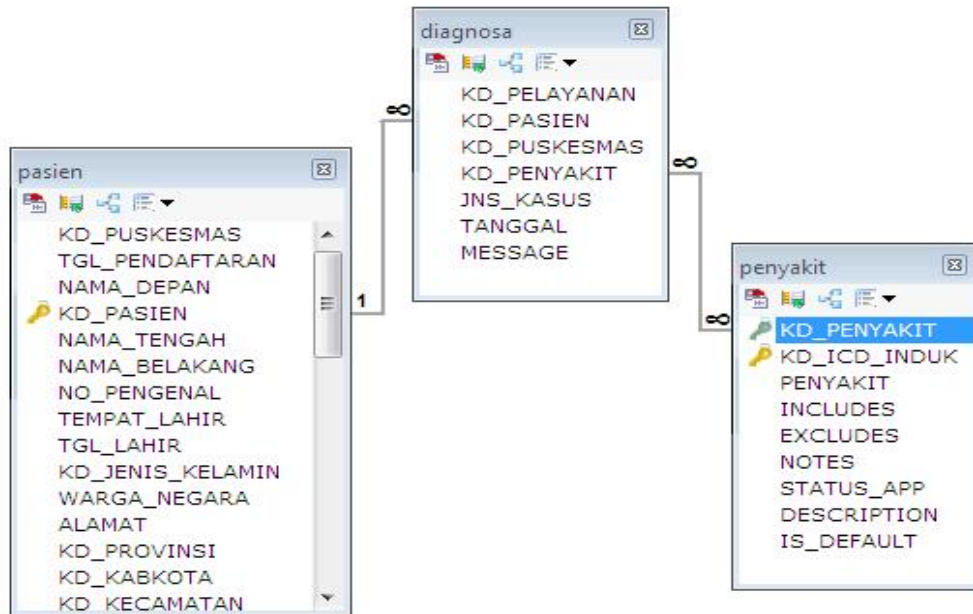 diagnosa
KD_PELAYANAN
KD_PASIEN
KD_PUSKESMAS
KD_PENYAKIT
JNS_KASUS
TANGGAL
MESSAGE
∞
∞
pasien
KD_PUSKESMAS
TGL_PENDAFTARAN
NAMA_DEPAN
KD_PASIEN
NAMA_TENGAH
NAMA_BELAKANG
NO_PENGENAL
TEMPAT_LAHIR
TGL_LAHIR
KD_JENIS_KELAMIN
WARGA_NEGARA
ALAMAT
KD_PROVINSI
KD_KABKOTA
KD_KECAMATAN
1
penyakit
∞
KD_PENYAKIT
KD_ICD_INDUK
PENYAKIT
INCLUDES
EXCLUDES
NOTES
STATUS_APP
DESCRIPTION
IS_DEFAULT